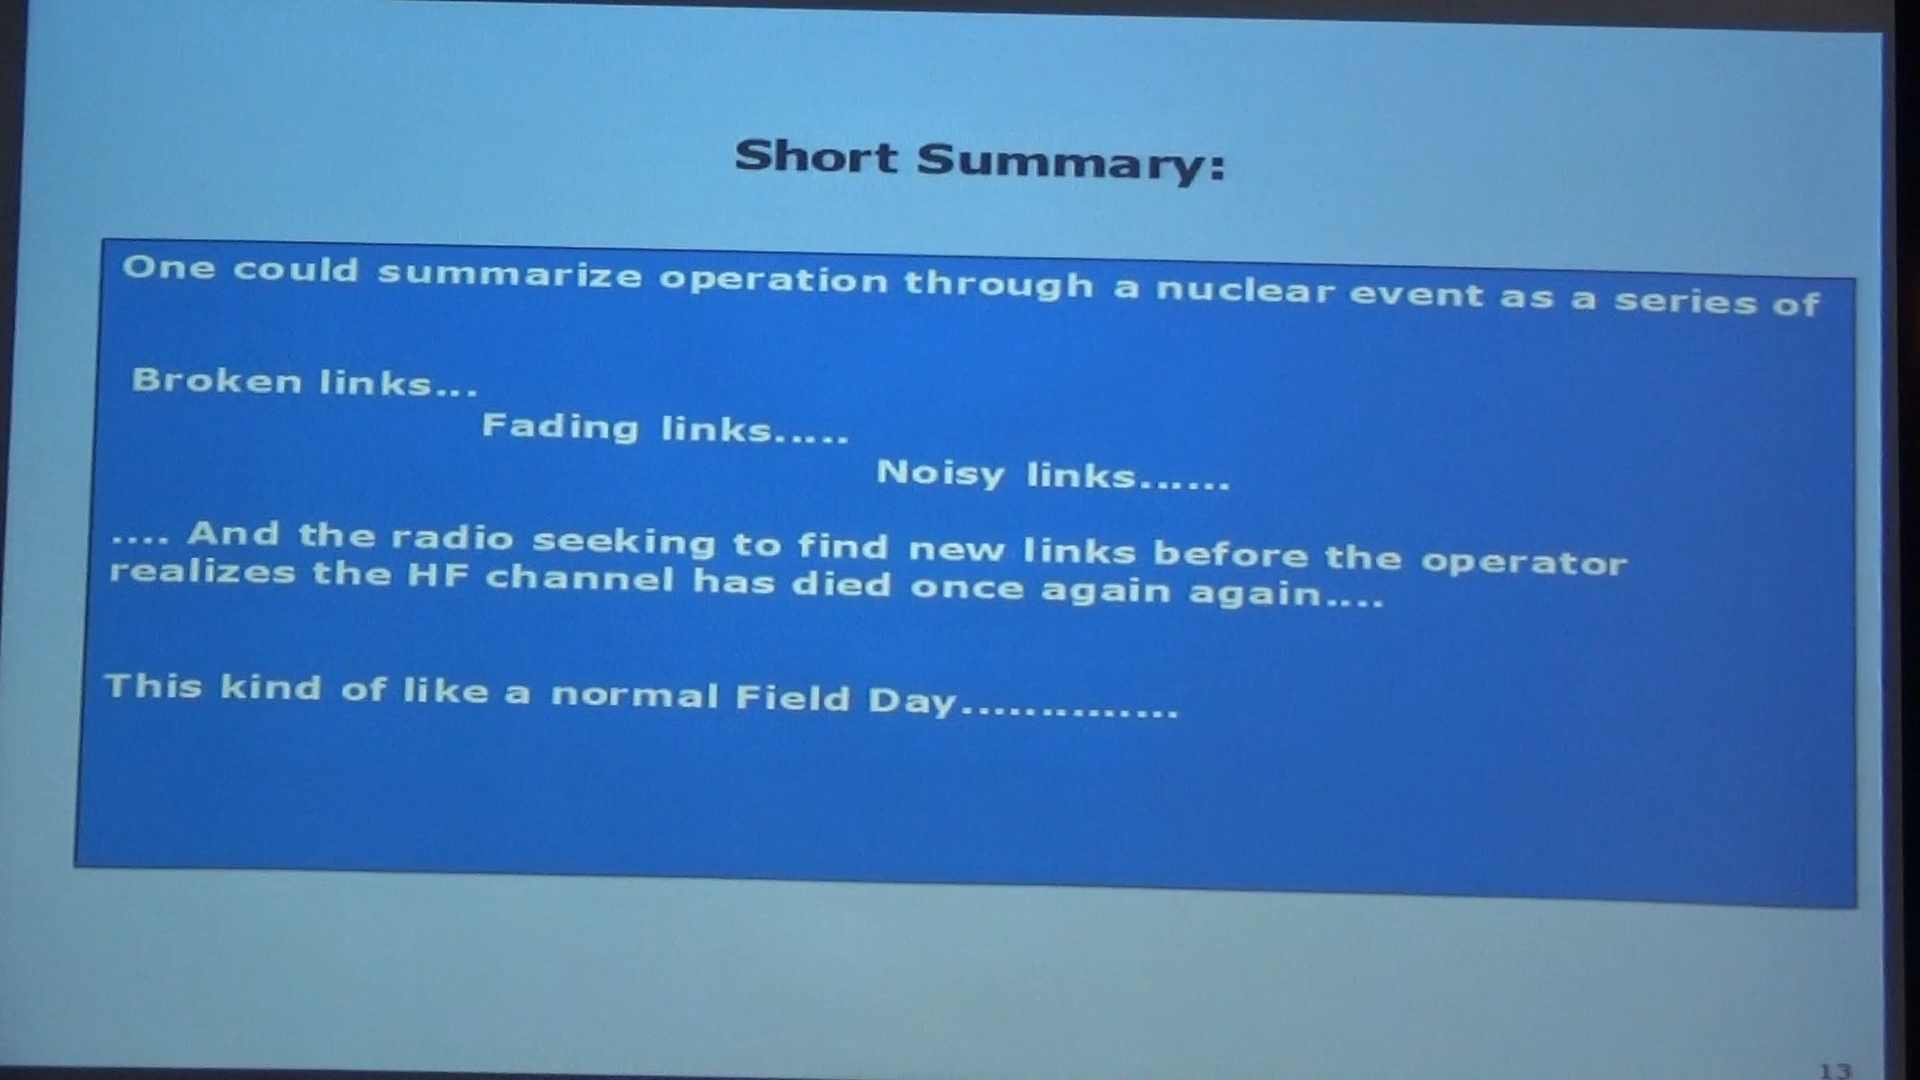 Short Summary:
One could summarize operation through a nuclear event as a series of
Broken links...
Fading links.....
Noisy links......
.... And the radio seeking to find new links before the operator
realizes the HF channel has died once again again....
This kind of like a normal Field Day..............
13